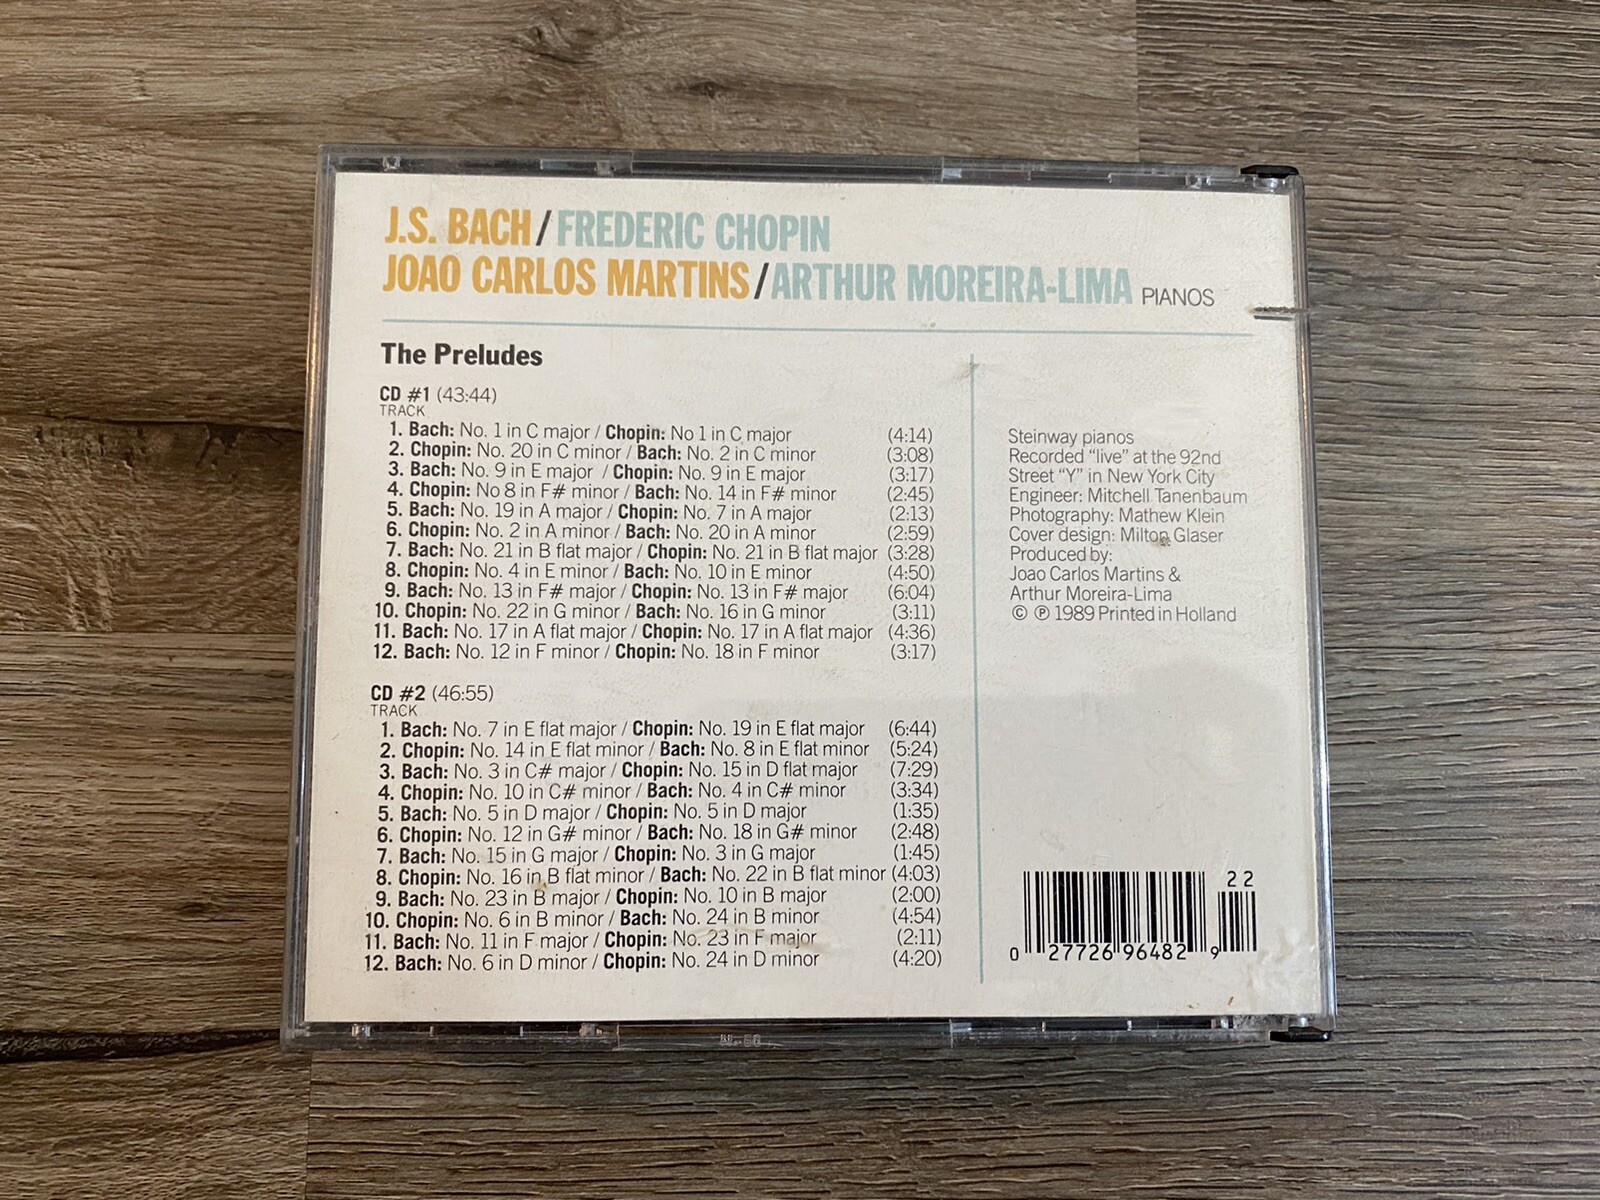 J.S. BACH/FREDERIC CHOPIN
JOAO CARLOS MARTINS/ARTHUR MOREIRA-LIMA PIANOS
The Preludes
CD #1 (43:44)
TRACK
1. Bach: No. 1 in C major / Chopin: No 1 in C major (4:14)
2. Chopin: No. 20 in C minor / Bach: No. 2 in C minor (3:08)
3. Bach: No. 9 in E major / Chopin: No. 9 in E major (3:17)
4. Chopin: No 8 in F# minor / Bach: No. 14 in F# minor (2:45)
5. Bach: No. 19 in A major / Chopin: No. 7 in A major (2:13)
6. Chopin: No. 2 in A minor / Bach: No. 20 in A minor (2:59)
7. Bach: No. 21 in B flat major / Chopin: No. 21 in B flat major (3:28)
8. Chopin: No. 4 in E minor / Bach: No. 10 in E minor (4:50)
9. Bach: No. 13 in F# major / Chopin: No. 13 in F# major (6:04)
10. Chopin: No. 22 in G minor / Bach: No. 16 in G minor (3:11)
11. Bach: No. 17 in A flat major / Chopin: No. 17 in A flat major (4:36)
12. Bach: No. 12 in F minor / Chopin: No. 18 in F minor (3:17)
CD #2 (46:55)
TRACK
1. Bach: No. 7 in E flat major / Chopin: No. 19 in E flat major (6:44)
2. Chopin: No. 14 in E flat minor / Bach: No. 8 in E flat minor (5:24)
3. Bach: No. 3 in C# major / Chopin: No. 15 in D flat major (7:29)
4. Chopin: No. 10 in C# minor / Bach: No. 4 in C# minor (3:34)
5. Bach: No. 5 in D major / Chopin: No. 5 in D major (1:35)
6. Chopin: No. 12 in G# minor / Bach: No. 18 in G# minor (2:48)
7. Bach: No. 15 in G major / Chopin: No. 3 in G major (1:45)
8. Chopin: No. 16 in B flat minor / Bach: No. 22 in B flat minor (4:03)
9. Bach: No. 23 in B major / Chopin: No. 10 in B major (2:00)
10. Chopin: No. 6 in B minor / Bach: No. 24 in B minor (4:54)
11. Bach: No. 11 in F major / Chopin: No. 23 in F major (2:11)
12. Bach: No. 6 in D minor / Chopin: No. 24 in D minor (4:20)
Steinway pianos
Recorded "live" at the 92nd
Street "Y" in New York City
Engineer: Mitchell Tanenbaum
Photography: Mathew Klein
Cover design: Milton Glaser
Produced by:
Joao Carlos Martins &
Arthur Moreira-Lima
© ℗ 1989 Printed in Holland
22
0 27726 96482 9